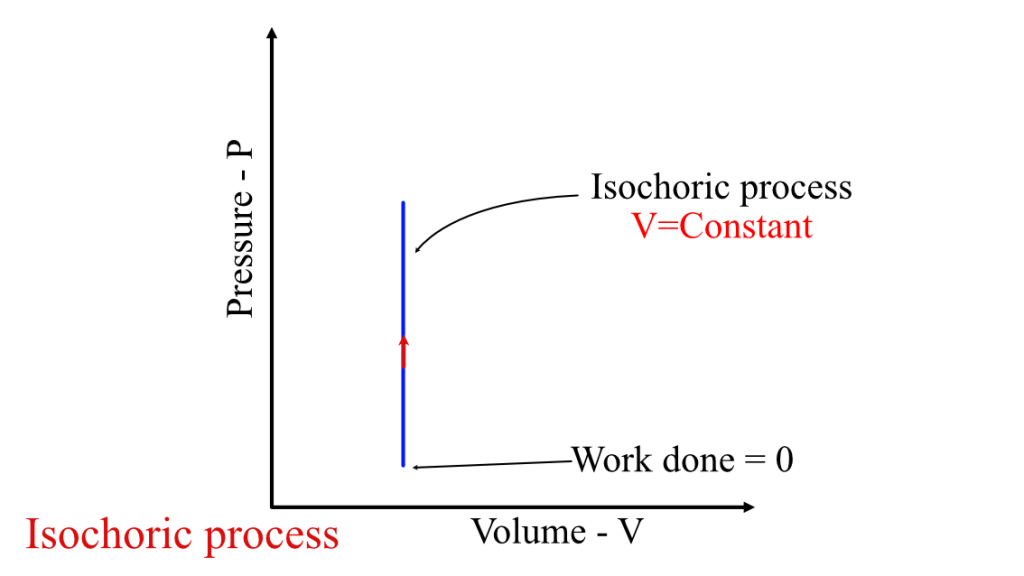 Pressure - P
Isochoric process
V=Constant
Work done = 0
Volume - V
Isochoric process